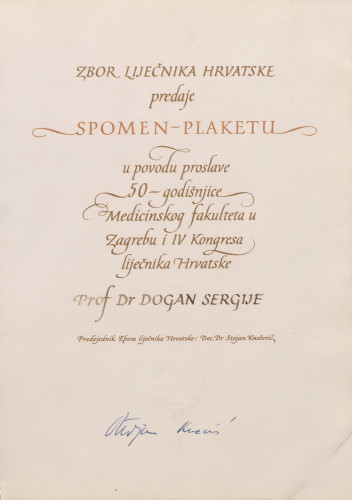 ZBOR LIJEČNIKA HRVATSKE
predaje
SPOMEN-PLAKETU
u povodu proslave
50-godišnjice
Medicinskog fakulteta u
Zagrebu i IV Kongresa
liječnika Hrvatske
Prof Dr DOGAN SERGIJE
Predsjednik Zbora liječnika Hrvatske: Doc. Dr Stojan Knežević,